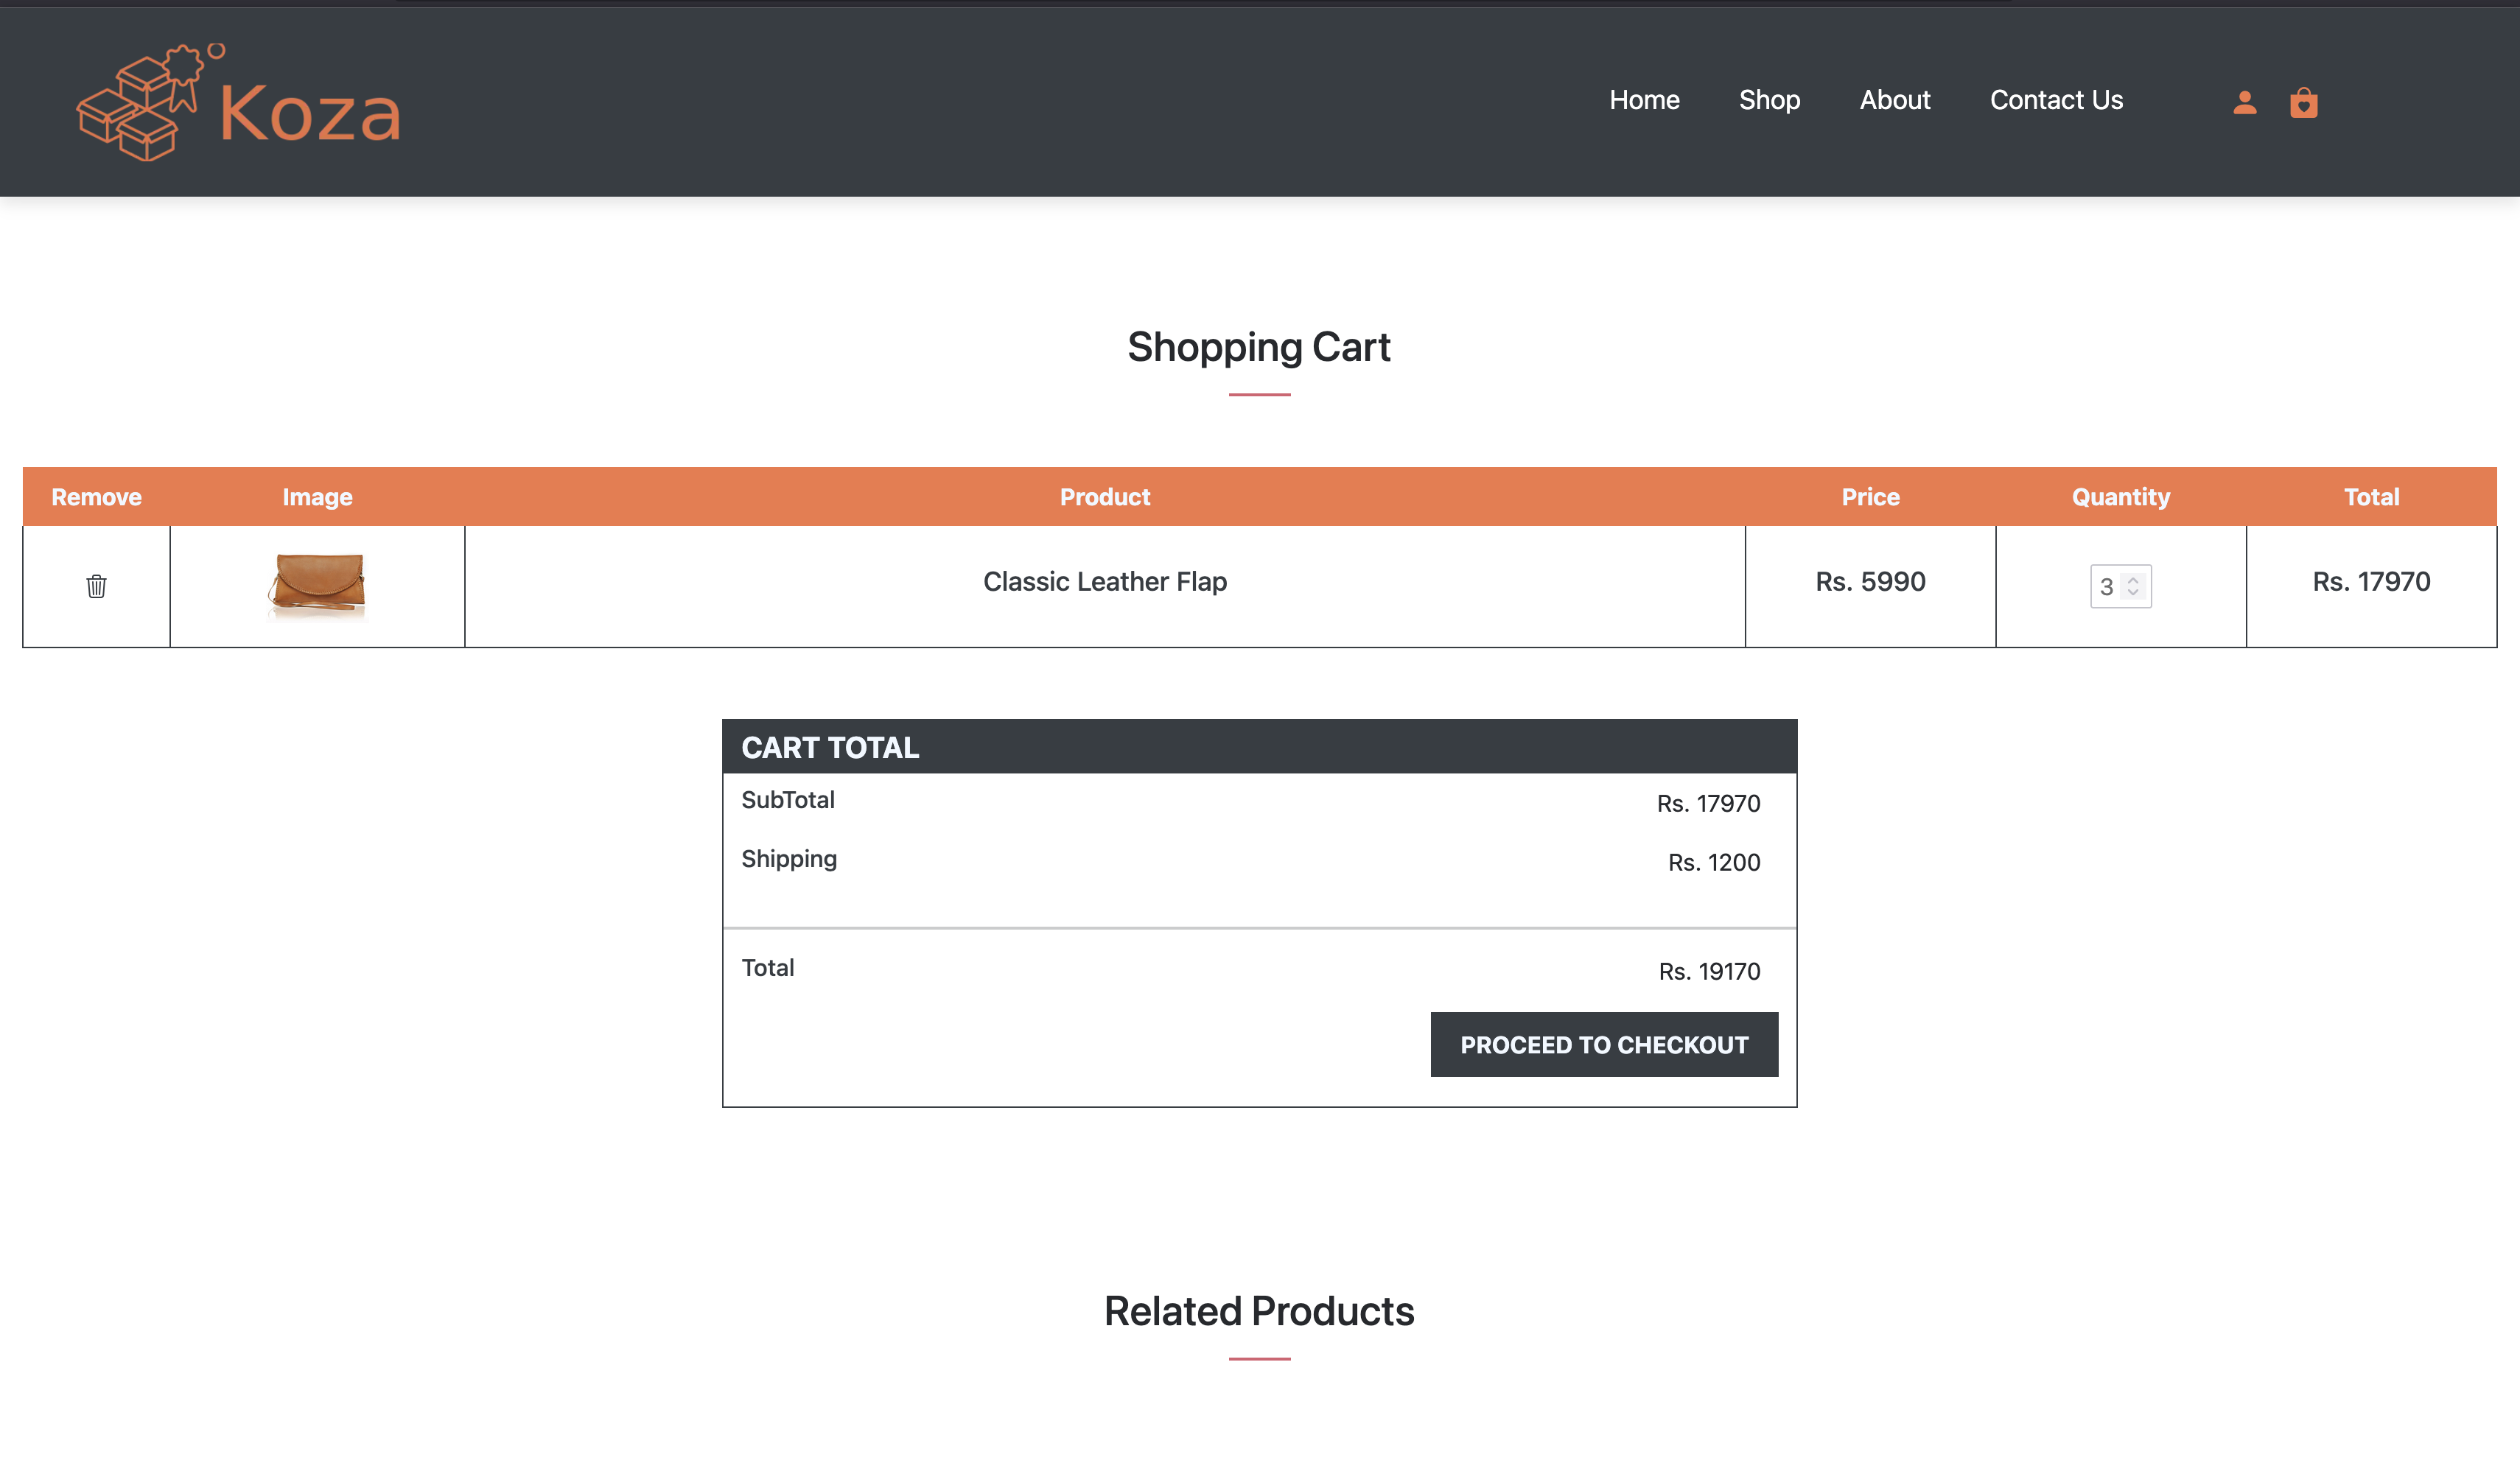 Koza
Home Shop About Contact Us
Shopping Cart
Remove Image Product Price Quantity Total
Classic Leather Flap Rs. 5990 3 Rs. 17970
CART TOTAL
SubTotal Rs. 17970
Shipping Rs. 1200
Total Rs. 19170
PROCEED TO CHECKOUT
Related Products